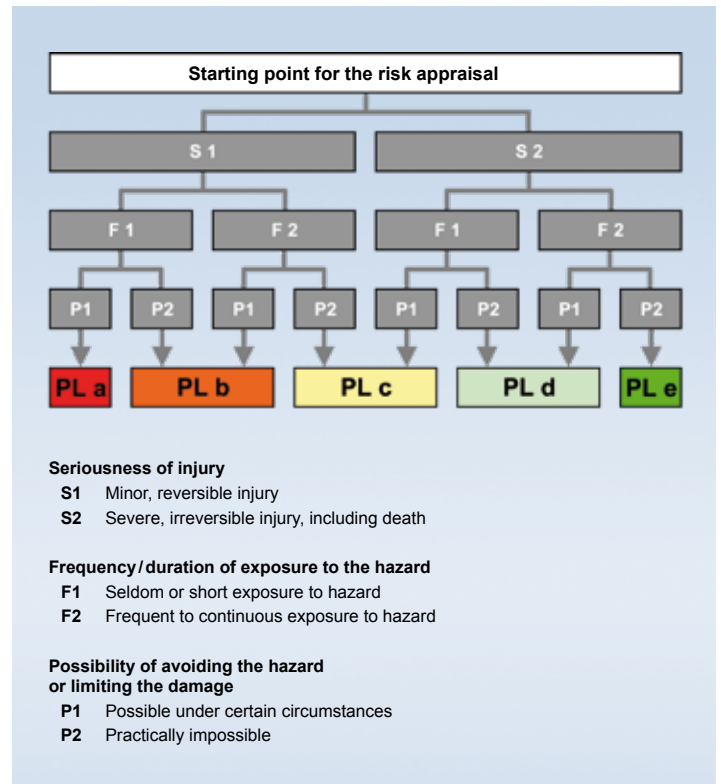 Starting point for the risk appraisal
S 1 S 2
F 1 F 2 F 1 F 2
P1 P2 P1 P2 P1 P2 P1 P2
PL a PL b PL c PL d PL e
Seriousness of injury
S1 Minor, reversible injury
S2 Severe, irreversible injury, including death
Frequency/duration of exposure to the hazard
F1 Seldom or short exposure to hazard
F2 Frequent to continuous exposure to hazard
Possibility of avoiding the hazard
or limiting the damage
P1 Possible under certain circumstances
P2 Practically impossible